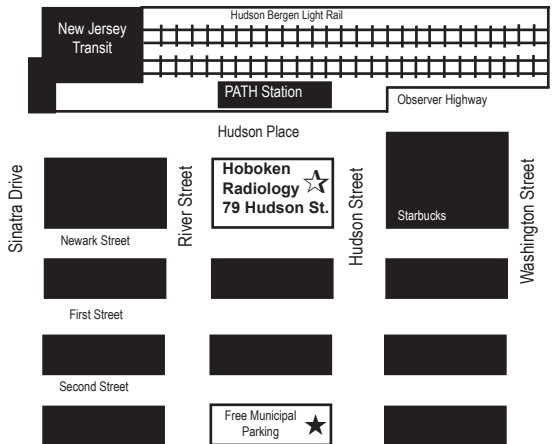 Hudson Bergen Light Rail
New Jersey
Transit
PATH Station
Observer Highway
Hudson Place
Sinatra Drive
River Street
Hoboken
Radiology
79 Hudson St.
Hudson Street
Starbucks
Washington Street
Newark Street
First Street
Second Street
Free Municipal
Parking